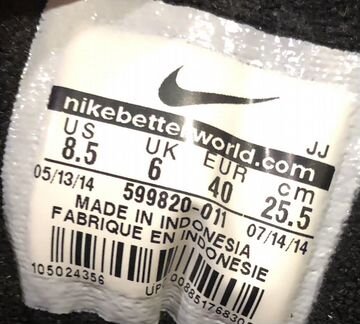 nikebetterworld.com
JJ
US UK EUR cm
8.5 6 40 25.5
05/13/14 599820-011 07/14/14
MADE IN INDONESIA
FABRIQUE EN INDONESIE
105024356